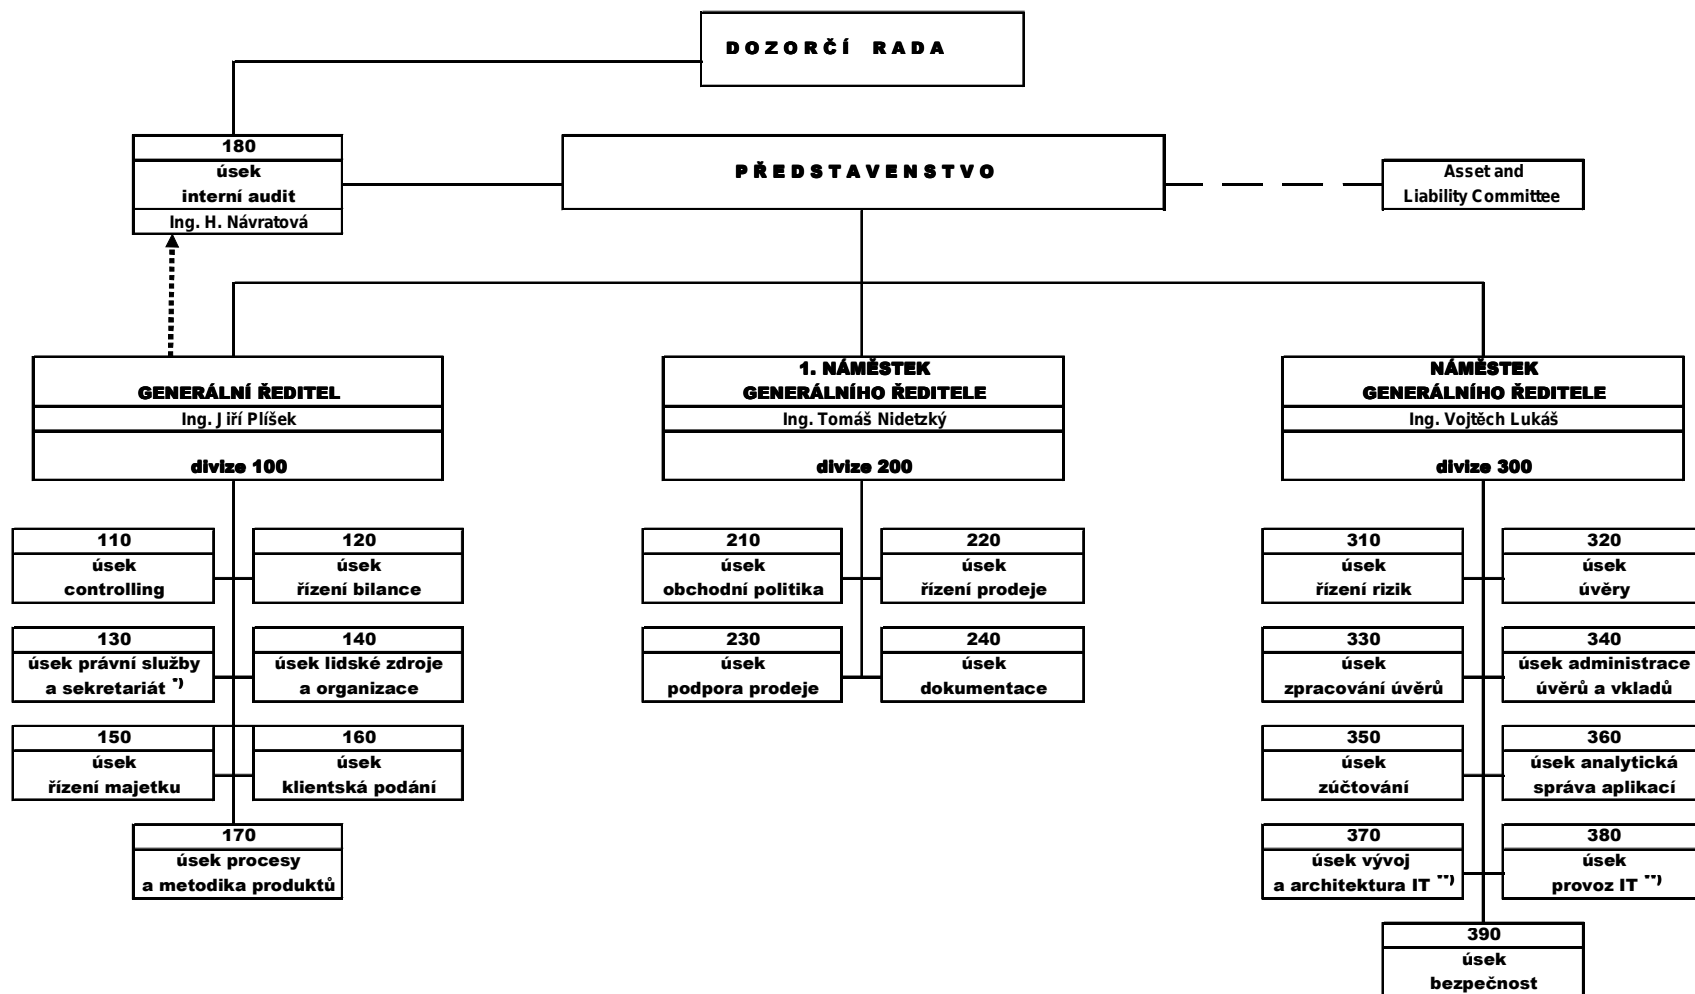 DOZORČÍ RADA
180
úsek
interní audit
Ing. H. Návratová
PŘEDSTAVENSTVO
Asset and
Liability Committee
GENERÁLNÍ ŘEDITEL
Ing. Jiří Plíšek
divize 100
1. NÁMĚSTEK
GENERÁLNÍHO ŘEDITELE
Ing. Tomáš Nidetzký
divize 200
NÁMĚSTEK
GENERÁLNÍHO ŘEDITELE
Ing. Vojtěch Lukáš
divize 300
110
úsek
controlling
120
úsek
řízení bilance
130
úsek právní služby
a sekretariát *)
140
úsek lidské zdroje
a organizace
150
úsek
řízení majetku
160
úsek
klientská podání
170
úsek procesy
a metodika produktů
210
úsek
obchodní politika
220
úsek
řízení prodeje
230
úsek
podpora prodeje
240
úsek
dokumentace
310
úsek
řízení rizik
320
úsek
úvěry
330
úsek
zpracování úvěrů
340
úsek administrace
úvěrů a vkladů
350
úsek
zúčtování
360
úsek analytická
správa aplikací
370
úsek vývoj
a architektura IT **)
380
úsek
provoz IT **)
390
úsek
bezpečnost